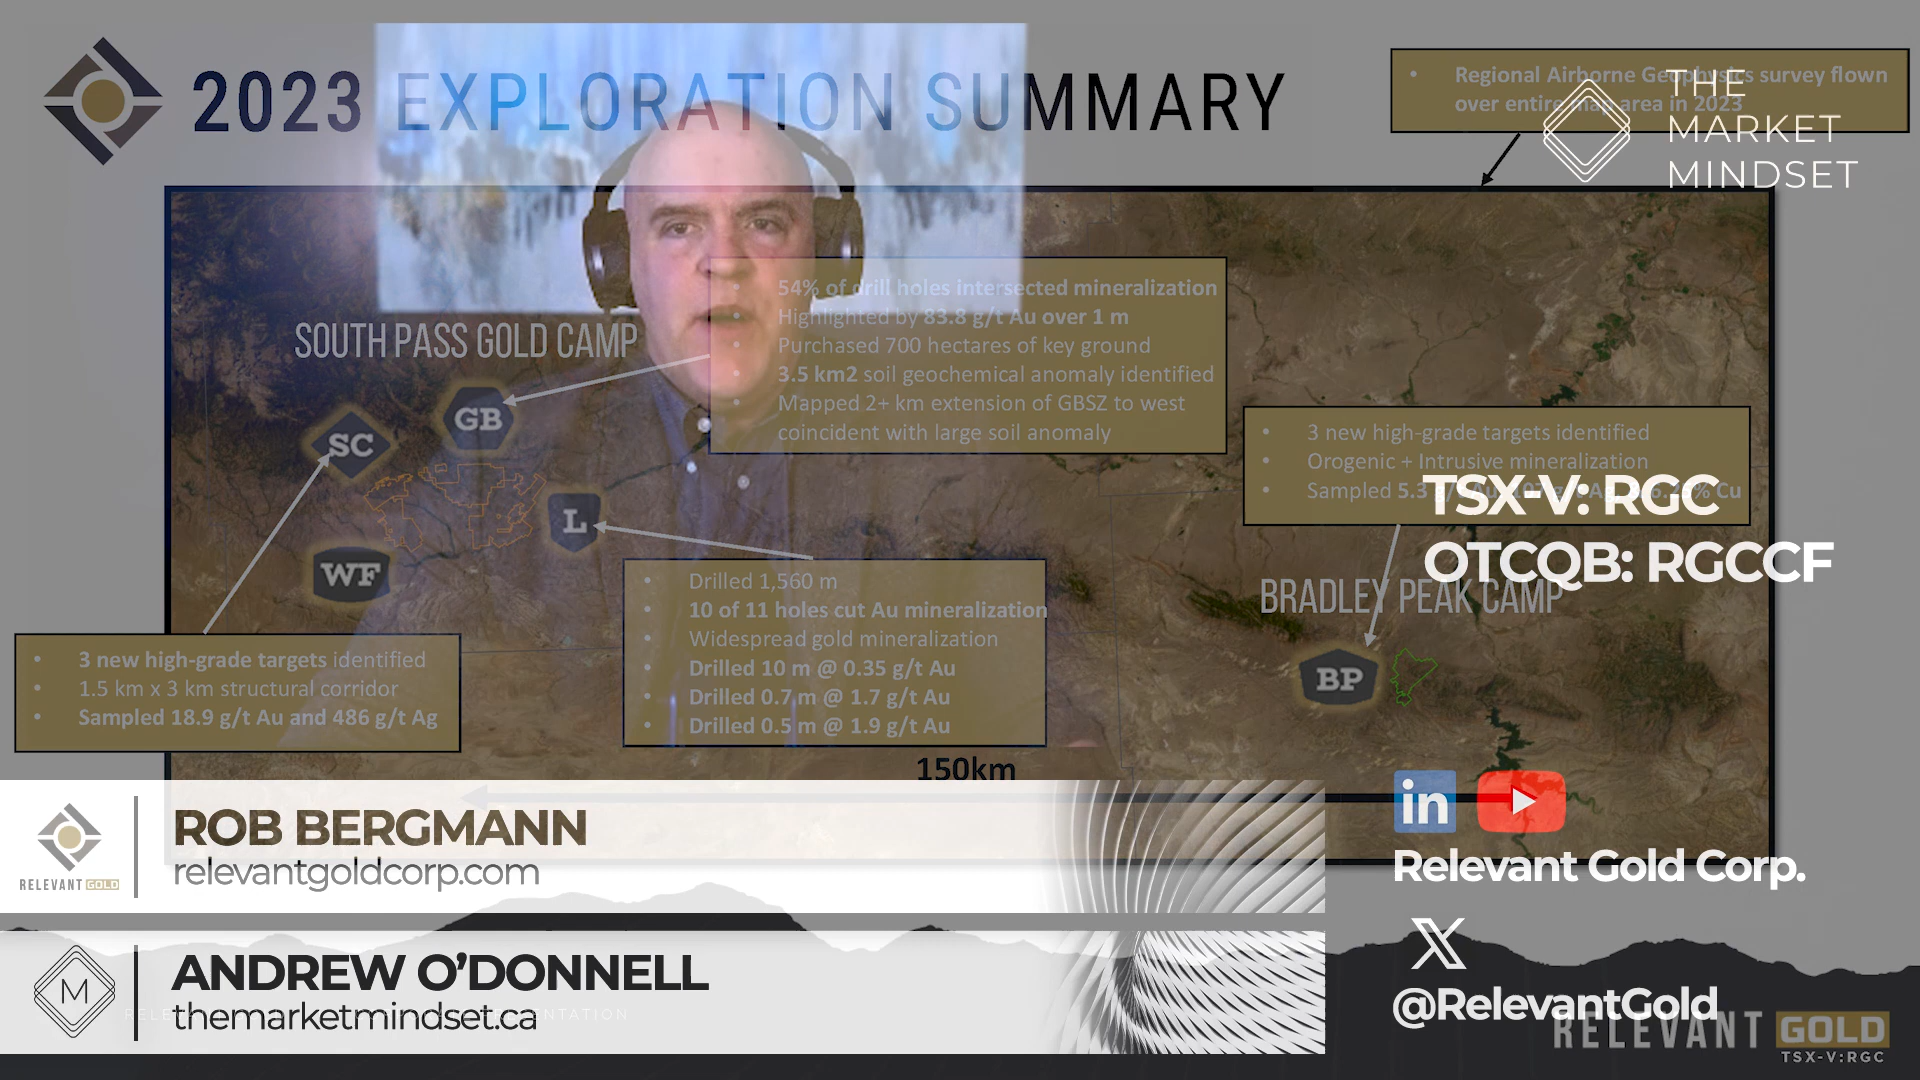 2023 EXPLORATION SUMMARY
Regional Airborne Geophysics survey flown
over entire map area in 2023
THE
MARKET
MINDSET
SOUTH PASS GOLD CAMP
54% of drill holes intersected mineralization
Highlighted by 83.8 g/t Au over 1 m
Purchased 700 hectares of key ground
3.5 km2 soil geochemical anomaly identified
Mapped 2+ km extension of GBSZ to west
coincident with large soil anomaly
GB
SC
L
WF
3 new high-grade targets identified
Orogenic + Intrusive mineralization
Sampled 5.3 g/t Au, % Cu
TSX-V: RGC
OTCQB: RGCCF
BRADLEY PEAK CAMP
BP
Drilled 1,560 m
10 of 11 holes cut Au mineralization
Widespread gold mineralization
Drilled 10 m @ 0.35 g/t Au
Drilled 0.7 m @ 1.7 g/t Au
Drilled 0.5 m @ 1.9 g/t Au
3 new high-grade targets identified
1.5 km x 3 km structural corridor
Sampled 18.9 g/t Au and 486 g/t Ag
150km
RELEVANT GOLD
ROB BERGMANN
relevantgoldcorp.com
in
Relevant Gold Corp.
M
ANDREW O'DONNELL
themarketmindset.ca
@RelevantGold
RELEVANT GOLD
TSX-V:RGC